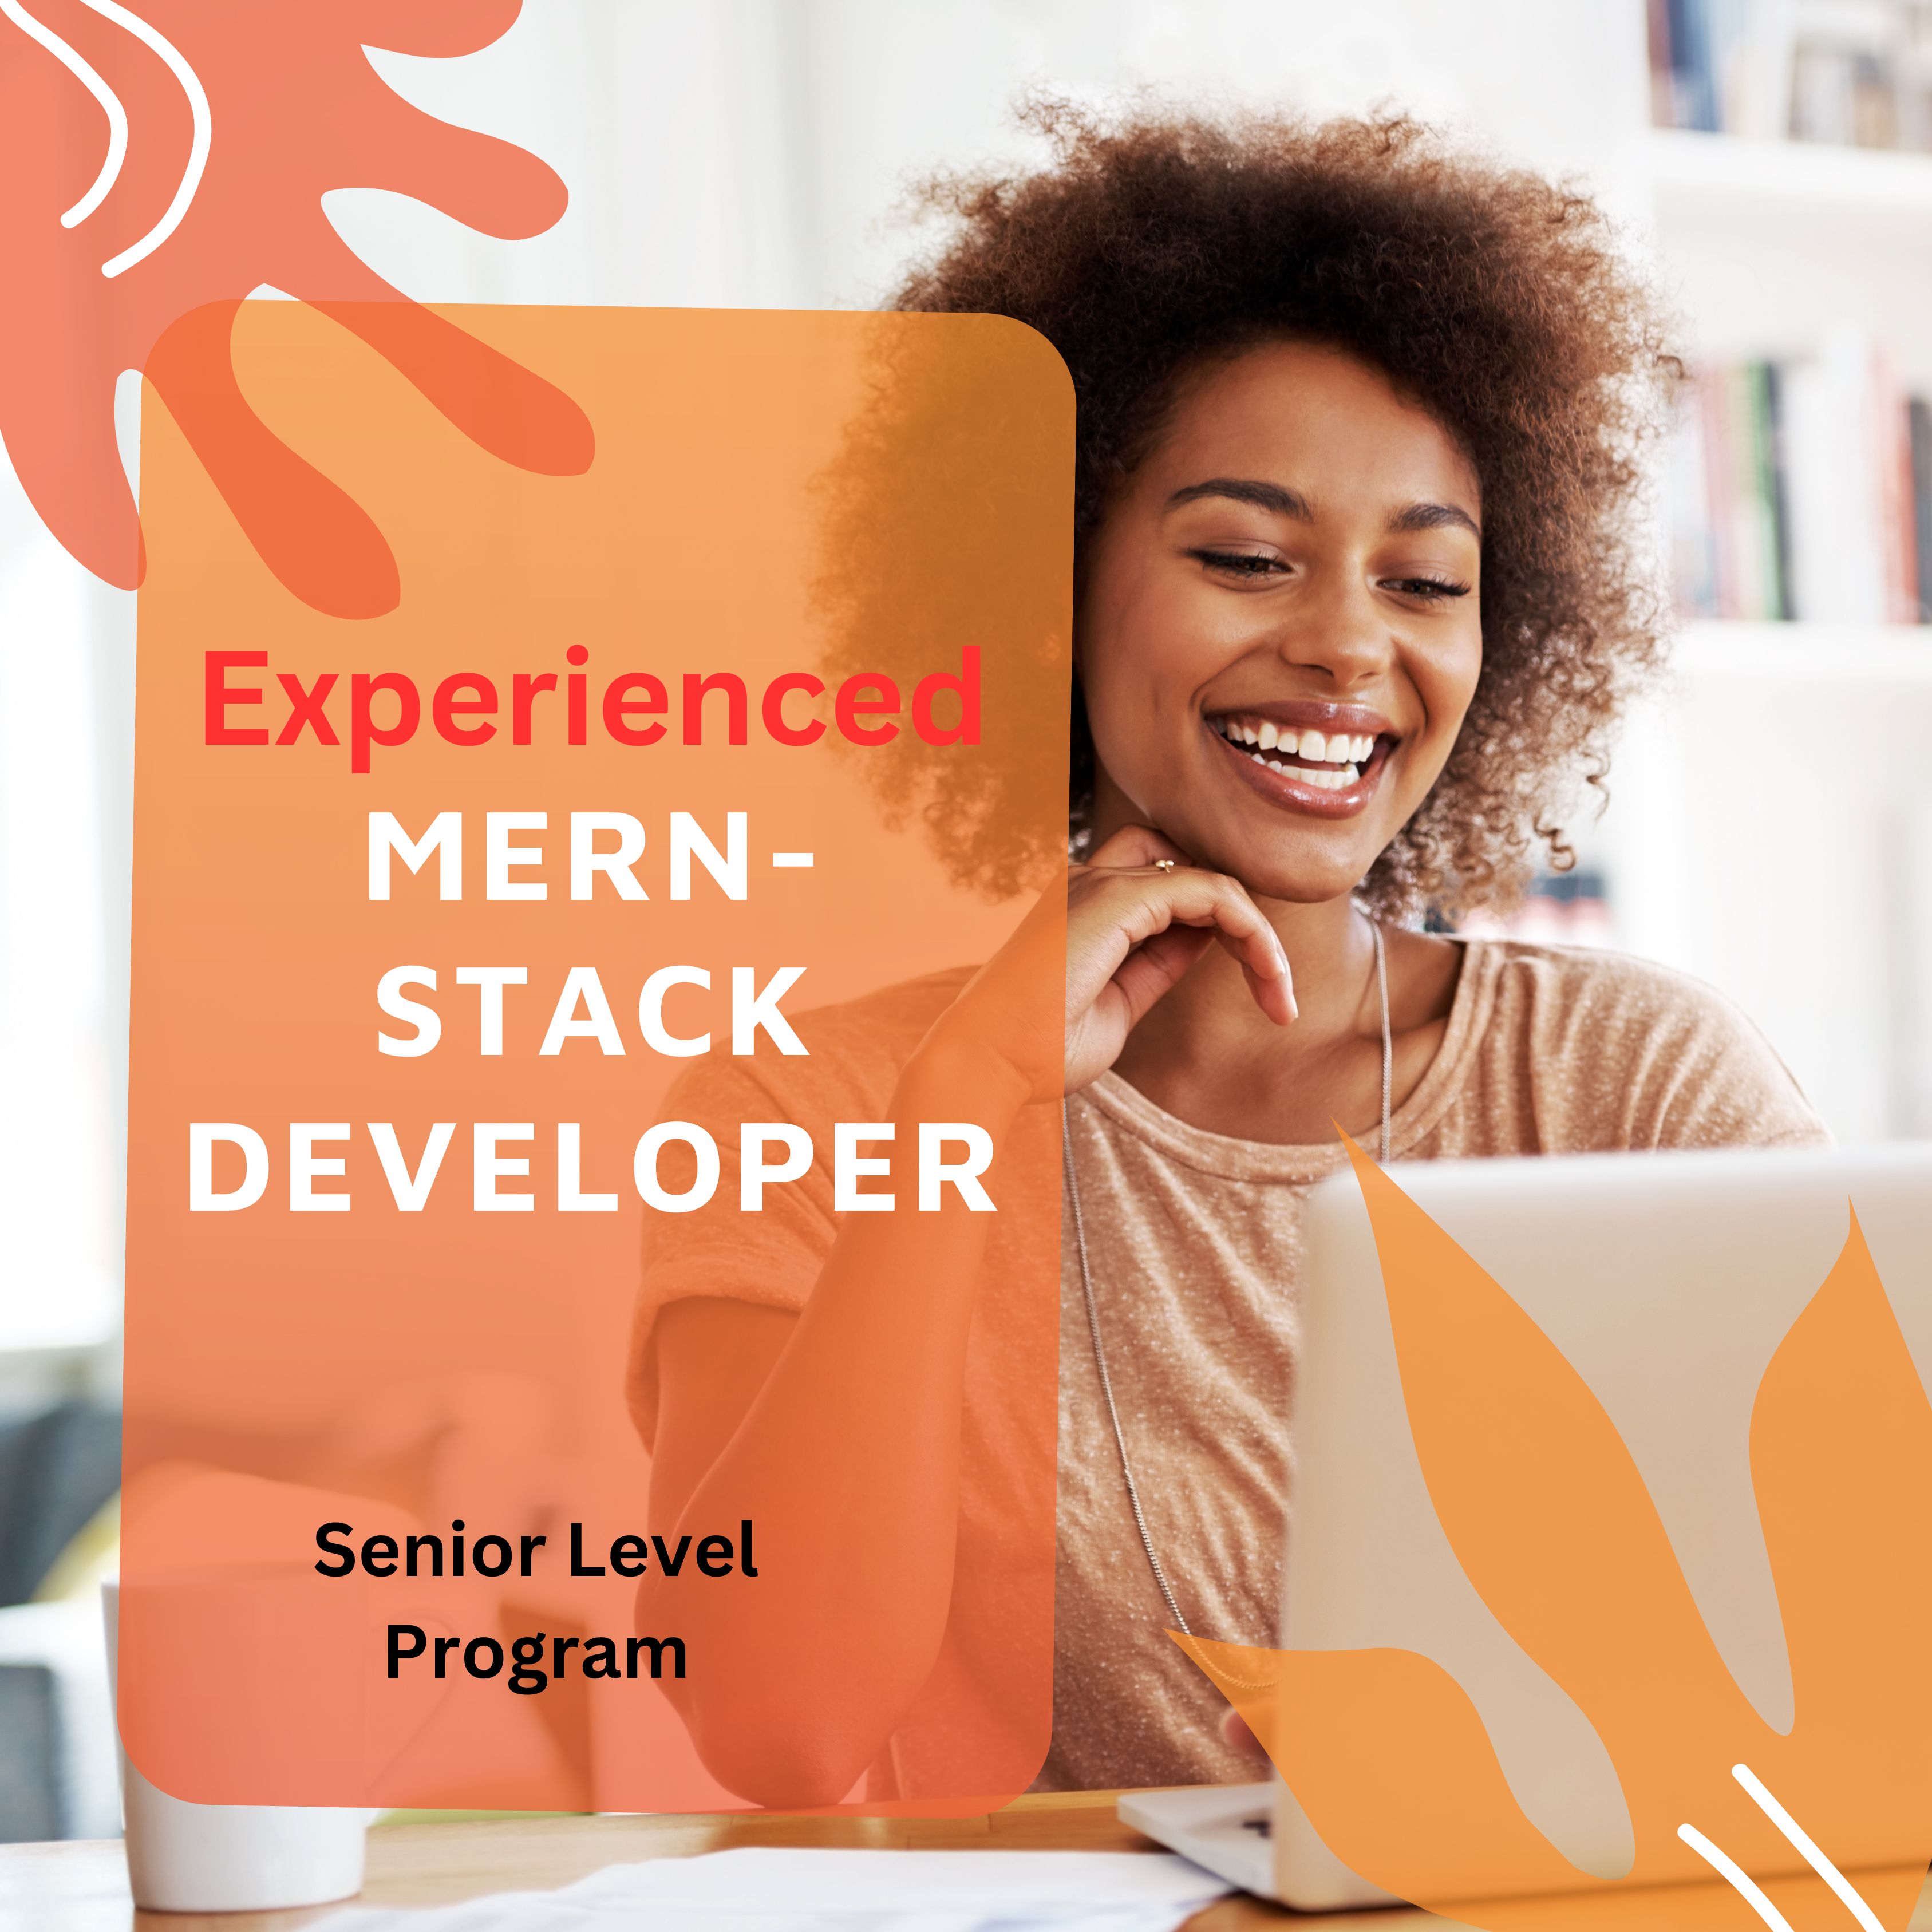 Experienced
MERN-
STACK
DEVELOPER
Senior Level
Program